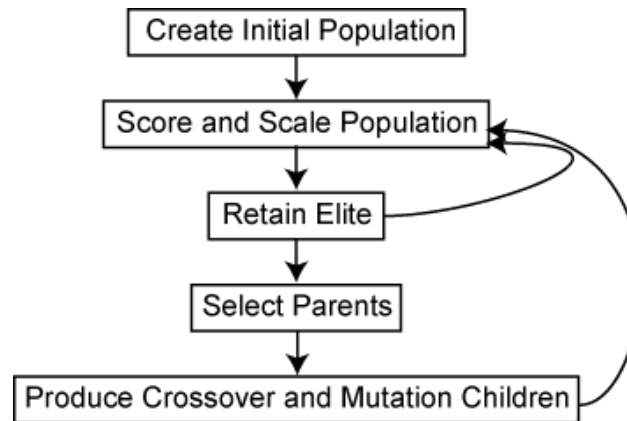 Create Initial Population
Score and Scale Population
Retain Elite
Select Parents
Produce Crossover and Mutation Children